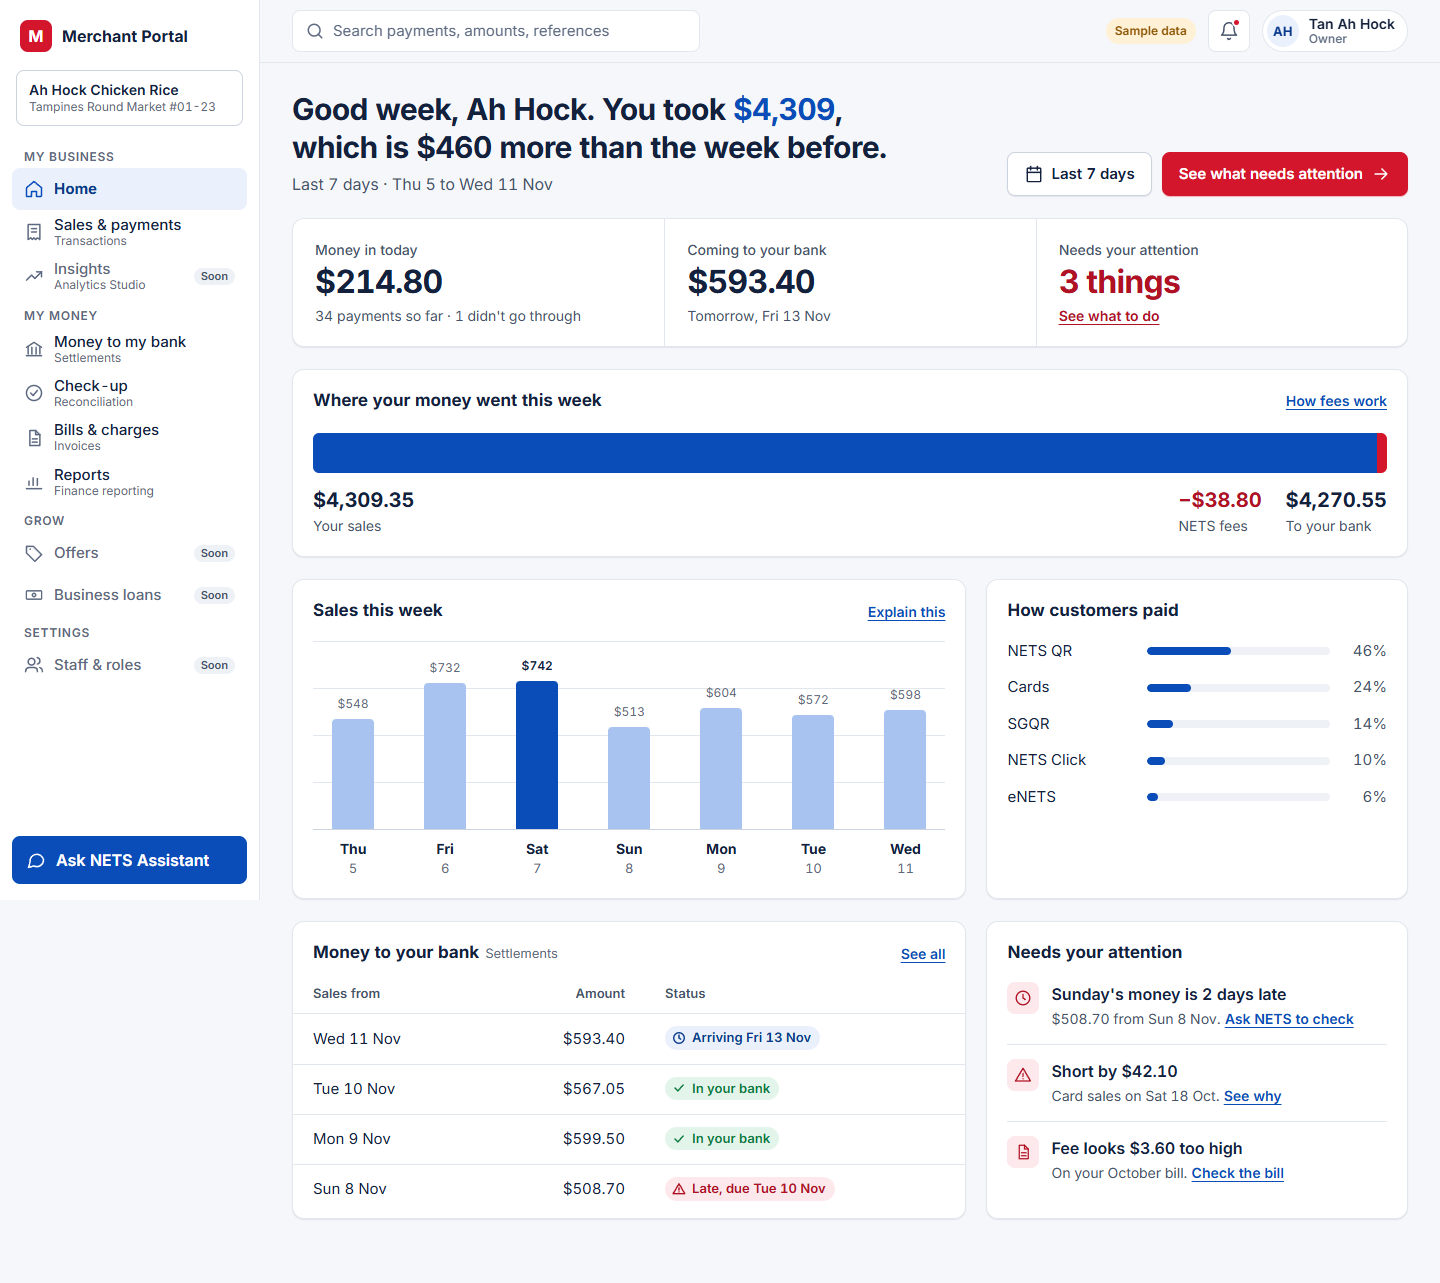 M Merchant Portal
Ah Hock Chicken Rice
Tampines Round Market #01-23
MY BUSINESS
Home
Sales & payments
Transactions
Insights
Analytics Studio
Soon
MY MONEY
Money to my bank
Settlements
Check-up
Reconciliation
Bills & charges
Invoices
Reports
Finance reporting
GROW
Offers Soon
Business loans Soon
SETTINGS
Staff & roles Soon
Ask NETS Assistant
Search payments, amounts, references
Sample data
AH
Tan Ah Hock
Owner
Good week, Ah Hock. You took $4,309,
which is $460 more than the week before.
Last 7 days · Thu 5 to Wed 11 Nov
Last 7 days
See what needs attention
Money in today
$214.80
34 payments so far · 1 didn't go through
Coming to your bank
$593.40
Tomorrow, Fri 13 Nov
Needs your attention
3 things
See what to do
Where your money went this week
How fees work
$4,309.35
Your sales
−$38.80
NETS fees
$4,270.55
To your bank
Sales this week
Explain this
$548 $732 $742 $513 $604 $572 $598
Thu Fri Sat Sun Mon Tue Wed
5 6 7 8 9 10 11
How customers paid
NETS QR 46%
Cards 24%
SGQR 14%
NETS Click 10%
eNETS 6%
Money to your bank Settlements
See all
Sales from Amount Status
Wed 11 Nov $593.40 Arriving Fri 13 Nov
Tue 10 Nov $567.05 In your bank
Mon 9 Nov $599.50 In your bank
Sun 8 Nov $508.70 Late, due Tue 10 Nov
Needs your attention
Sunday's money is 2 days late
$508.70 from Sun 8 Nov. Ask NETS to check
Short by $42.10
Card sales on Sat 18 Oct. See why
Fee looks $3.60 too high
On your October bill. Check the bill